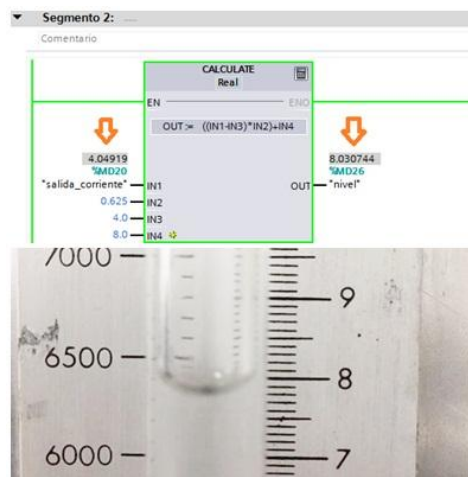 Segmento 2:
Comentario
CALCULATE
Real
EN
ENO
OUT := ((IN1-IN3)*IN2)+IN4
4.04919
%MD20
"salida_corriente"
IN1
0.625
IN2
4.0
IN3
8.0
IN4
8.030744
%MD26
OUT
"nivel"
7000
9
6500
8
6000
7